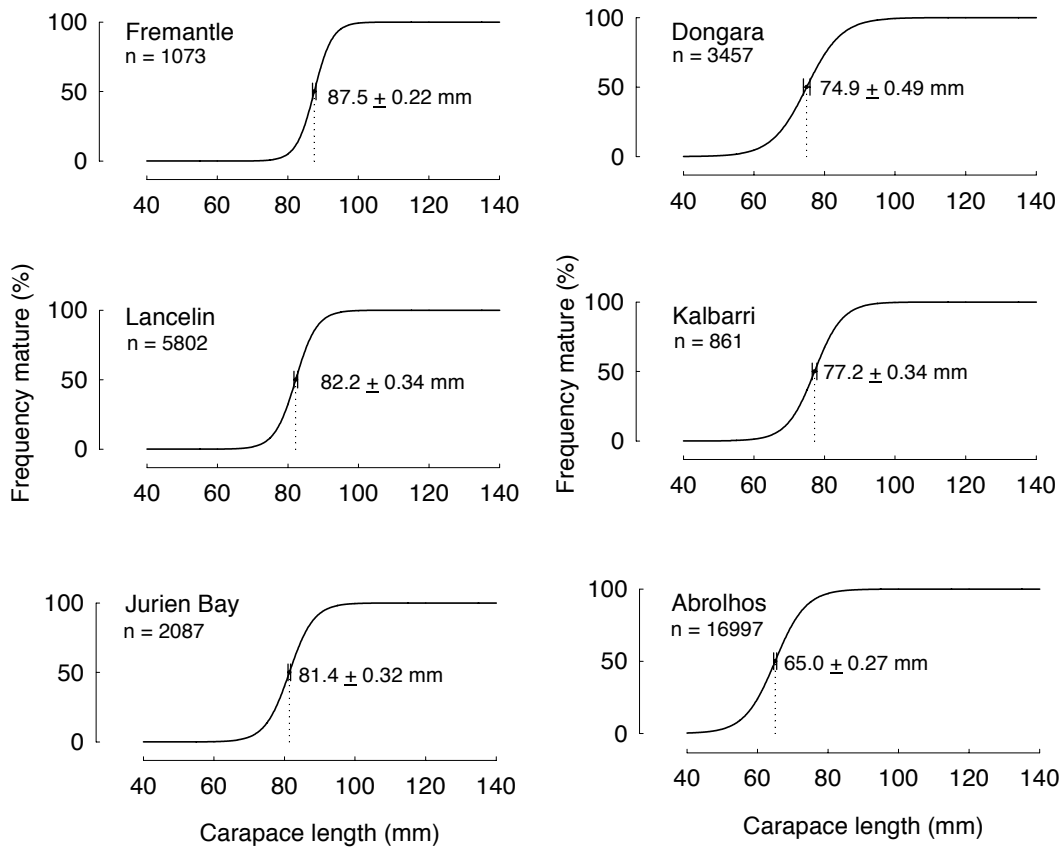 Fremantle
n = 1073
100
50
0
87.5 ± 0.22 mm
40 60 80 100 120 140
Dongara
n = 3457
100
50
0
74.9 ± 0.49 mm
40 60 80 100 120 140
Frequency mature (%)
Lancelin
n = 5802
100
50
0
82.2 ± 0.34 mm
40 60 80 100 120 140
Frequency mature (%)
Kalbarri
n = 861
100
50
0
77.2 ± 0.34 mm
40 60 80 100 120 140
Jurien Bay
n = 2087
100
50
0
81.4 ± 0.32 mm
40 60 80 100 120 140
Carapace length (mm)
Abrolhos
n = 16997
100
50
0
65.0 ± 0.27 mm
40 60 80 100 120 140
Carapace length (mm)